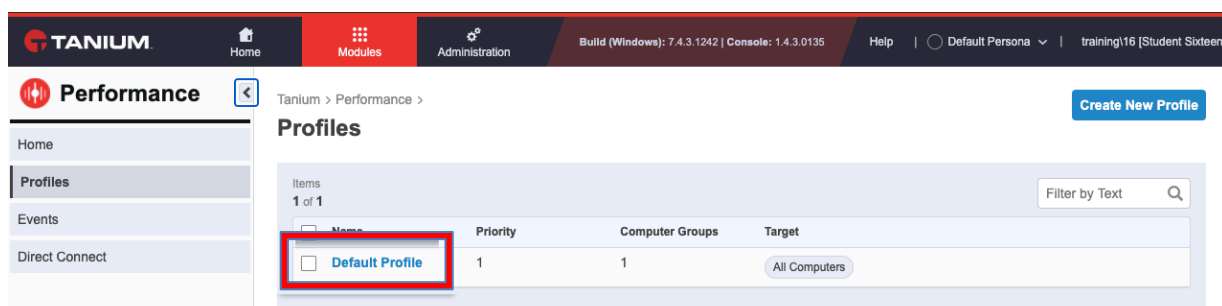 TANIUM.
Home
Modules
Administration
Build (Windows): 7.4.3.1242 | Console: 1.4.3.0135
Help | Default Persona | training\16 [Student Sixteen
Performance
Home
Profiles
Events
Direct Connect
Tanium > Performance >
Profiles
Create New Profile
Items
1 of 1
Filter by Text
Name Priority Computer Groups Target
Default Profile 1 1 All Computers